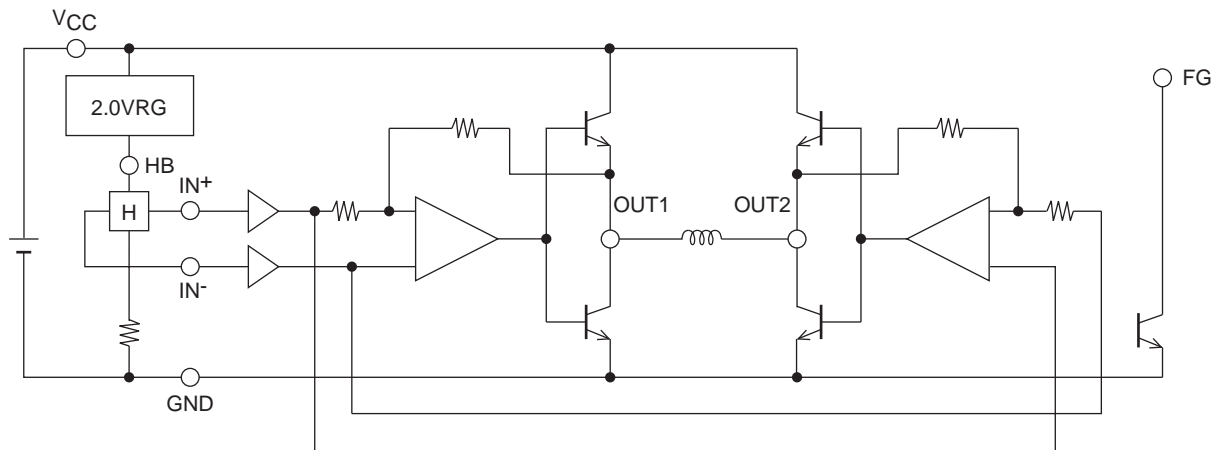 VCC
FG
2.0VRG
HB
IN+
H
OUT1
OUT2
IN-
GND